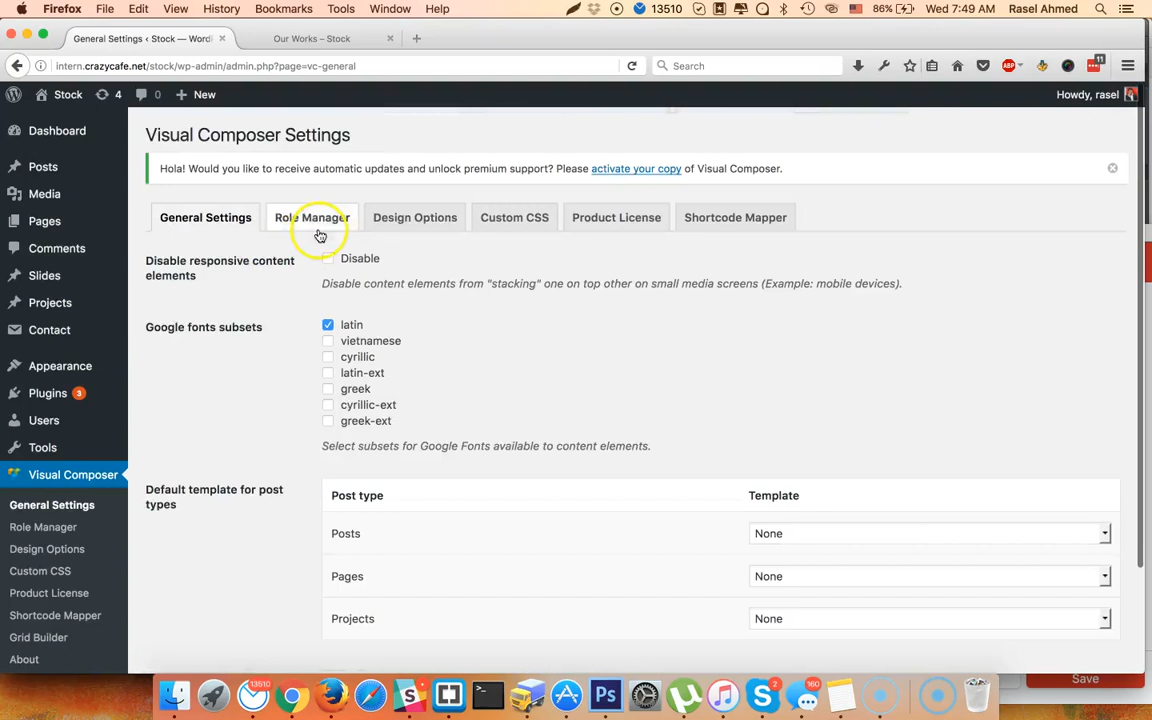 Firefox File Edit View History Bookmarks Tools Window Help 13510 86% Wed 7:49 AM Rasel Ahmed
General Settings ‹ Stock — Word Our Works – Stock
intern.crazycafe.net/stock/wp-admin/admin.php?page=vc-general Search ABP 11
Stock 4 0 New Howdy, rasel
Dashboard
Posts
Media
Pages
Comments
Slides
Projects
Contact
Appearance
Plugins 3
Users
Tools
Visual Composer
General Settings
Role Manager
Design Options
Custom CSS
Product License
Shortcode Mapper
Grid Builder
About
Visual Composer Settings
Hola! Would you like to receive automatic updates and unlock premium support? Please activate your copy of Visual Composer.
General Settings Role Manager Design Options Custom CSS Product License Shortcode Mapper
Disable responsive content
elements
Disable
Disable content elements from "stacking" one on top other on small media screens (Example: mobile devices).
Google fonts subsets
latin
vietnamese
cyrillic
latin-ext
greek
cyrillic-ext
greek-ext
Select subsets for Google Fonts available to content elements.
Default template for post
types
Post type Template
Posts None
Pages None
Projects None
Save
13510 Ps 2 160